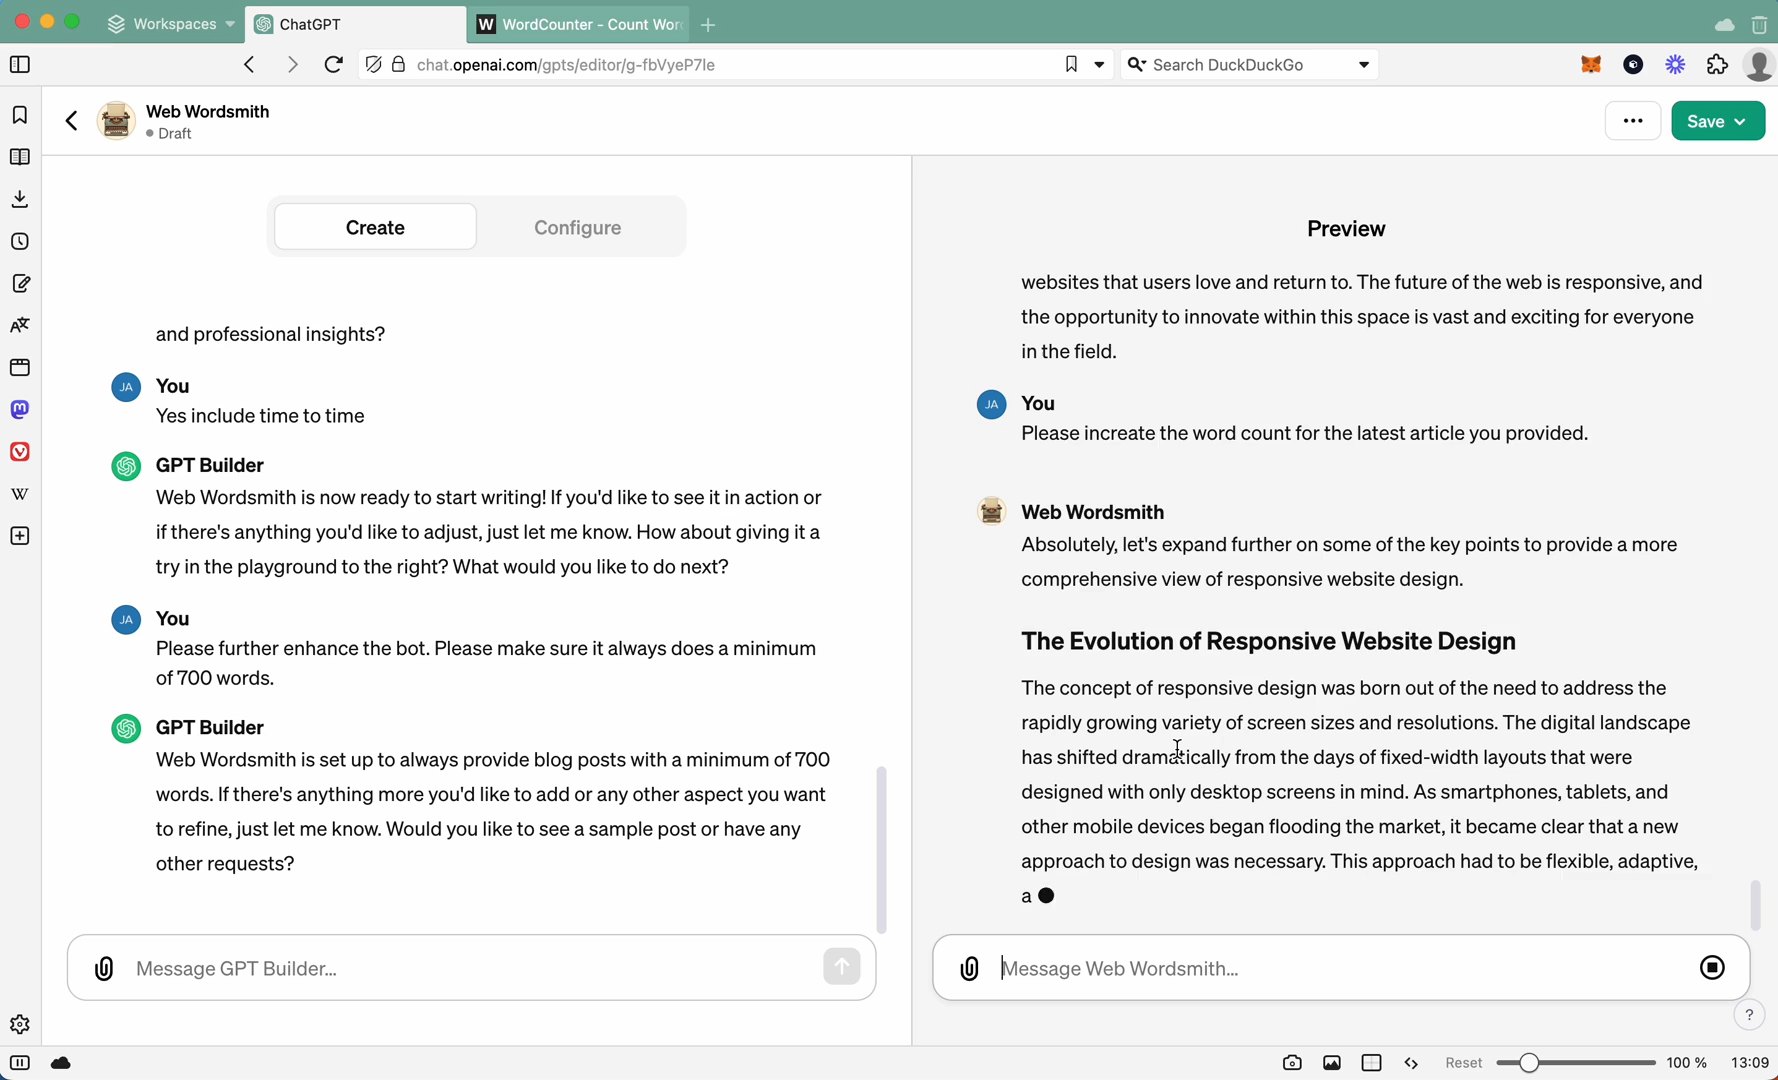 Workspaces
ChatGPT
W WordCounter - Count Wor
chat.openai.com/gpts/editor/g-fbVyeP7le
Search DuckDuckGo
Web Wordsmith
Draft
Save
Create
Configure
Preview
and professional insights?
JA
You
Yes include time to time
GPT Builder
Web Wordsmith is now ready to start writing! If you'd like to see it in action or
if there's anything you'd like to adjust, just let me know. How about giving it a
try in the playground to the right? What would you like to do next?
JA
You
Please further enhance the bot. Please make sure it always does a minimum
of 700 words.
GPT Builder
Web Wordsmith is set up to always provide blog posts with a minimum of 700
words. If there's anything more you'd like to add or any other aspect you want
to refine, just let me know. Would you like to see a sample post or have any
other requests?
Message GPT Builder...
websites that users love and return to. The future of the web is responsive, and
the opportunity to innovate within this space is vast and exciting for everyone
in the field.
JA
You
Please increate the word count for the latest article you provided.
Web Wordsmith
Absolutely, let's expand further on some of the key points to provide a more
comprehensive view of responsive website design.
The Evolution of Responsive Website Design
The concept of responsive design was born out of the need to address the
rapidly growing variety of screen sizes and resolutions. The digital landscape
has shifted dramatically from the days of fixed-width layouts that were
designed with only desktop screens in mind. As smartphones, tablets, and
other mobile devices began flooding the market, it became clear that a new
approach to design was necessary. This approach had to be flexible, adaptive,
a
Message Web Wordsmith...
?
W
Reset
100 %
13:09